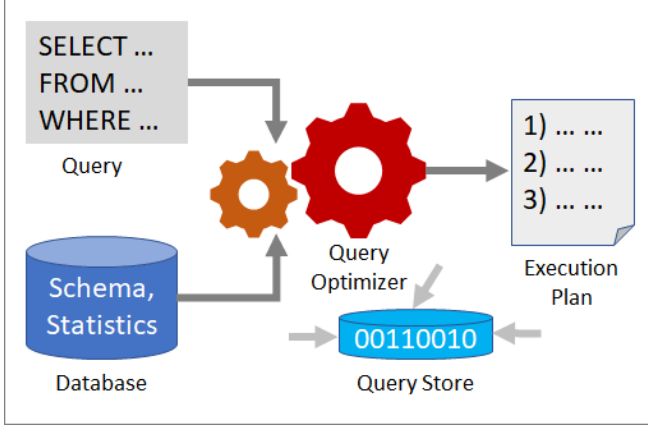 SELECT ...
FROM ...
WHERE ...
Query
Schema,
Statistics
Database
Query
Optimizer
1) ... ...
2) ... ...
3) ... ...
Execution
Plan
00110010
Query Store